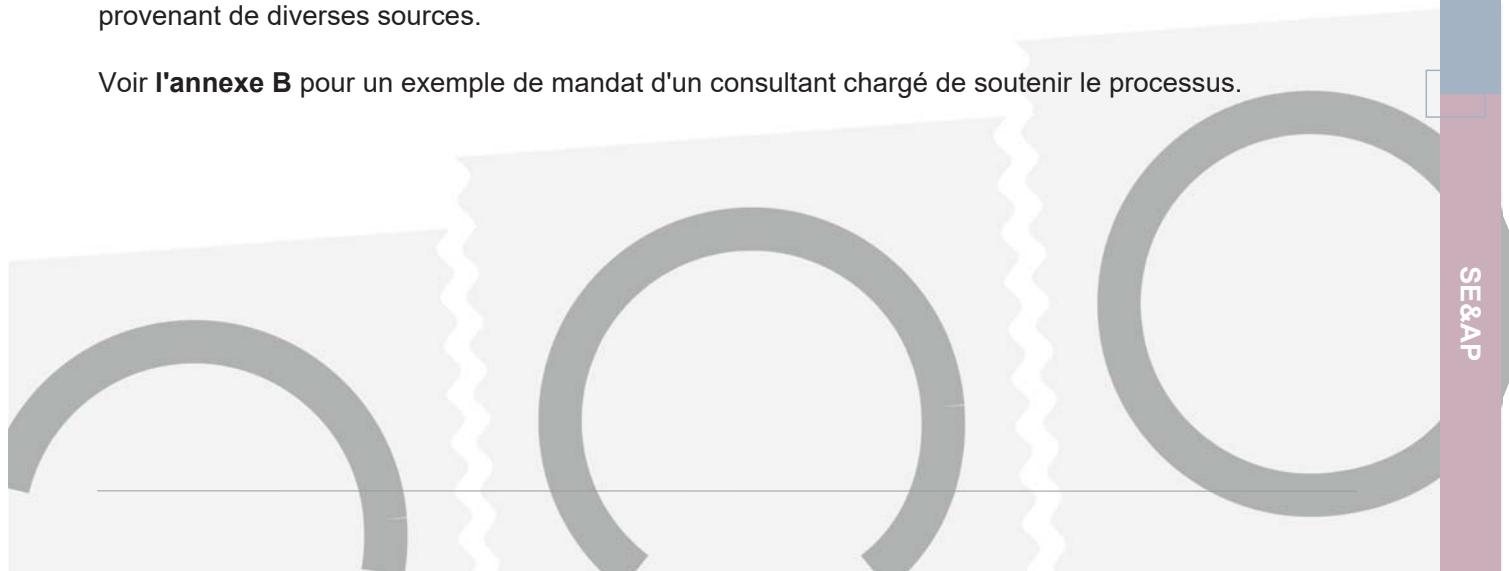 provenant de diverses sources.
Voir l'annexe B pour un exemple de mandat d'un consultant chargé de soutenir le processus.
SE&AP